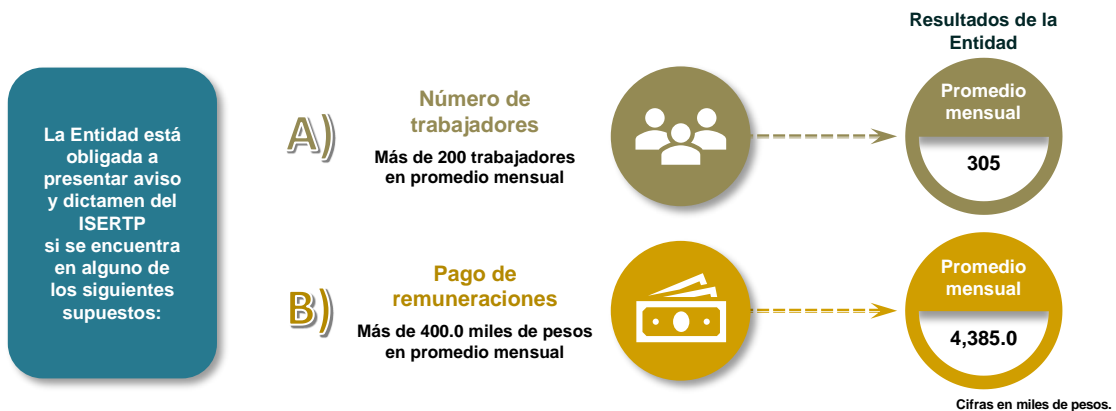 Resultados de la
Entidad
La Entidad está
obligada a
presentar aviso
y dictamen del
ISERTP
si se encuentra
en alguno de
los siguientes
supuestos:
A)
Número de
trabajadores
Más de 200 trabajadores
en promedio mensual
Promedio
mensual
305
B)
Pago de
remuneraciones
Más de 400.0 miles de pesos
en promedio mensual
Promedio
mensual
4,385.0
Cifras en miles de pesos.